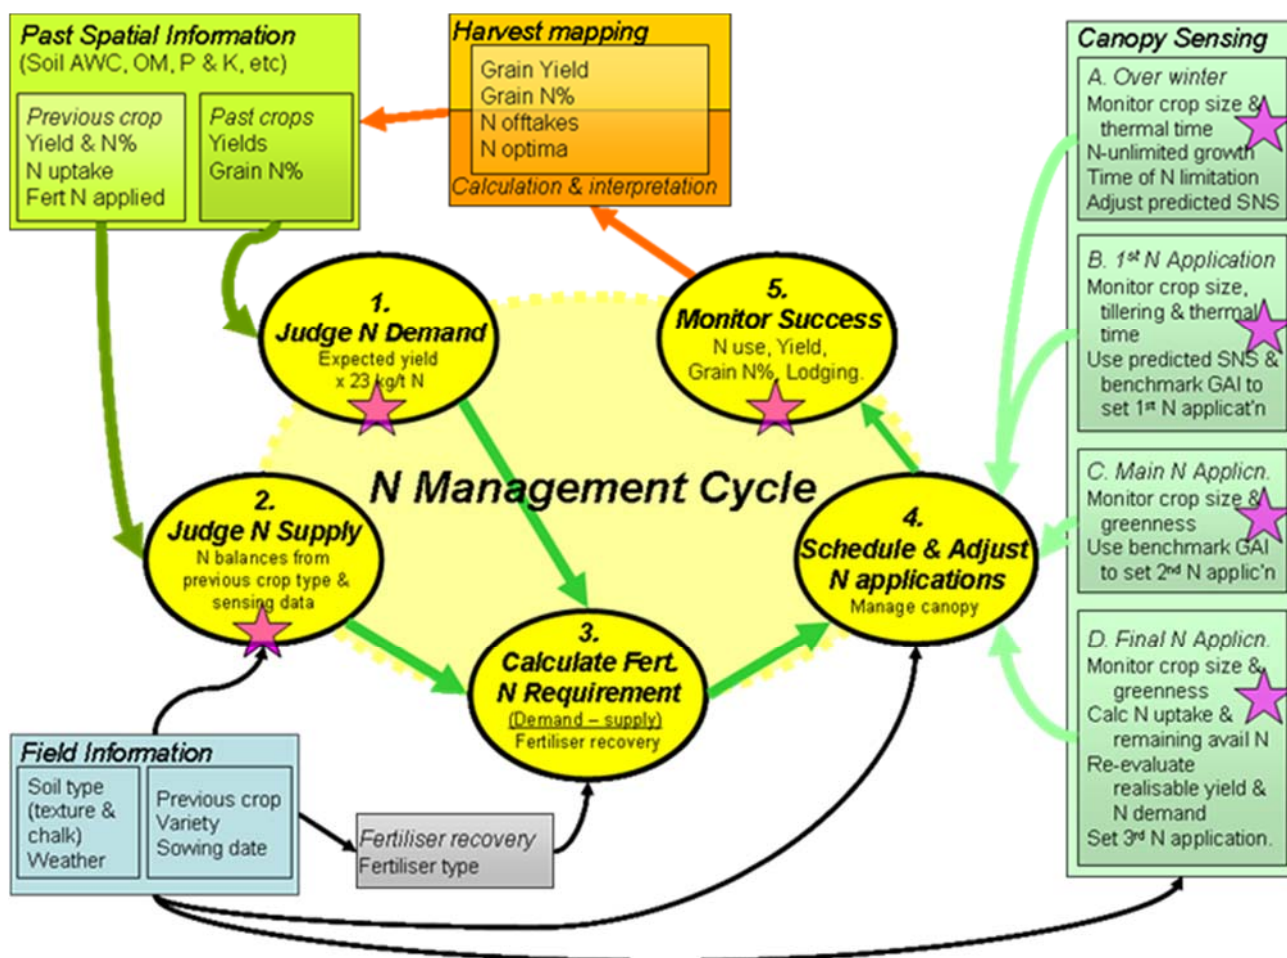 Past Spatial Information
(Soil AWC, OM, P & K, etc)
Previous crop
Yield & N%
N uptake
Fert N applied
Past crops
Yields
Grain N%
Harvest mapping
Grain Yield
Grain N%
N offtakes
N optima
Calculation & interpretation
Canopy Sensing
A. Over winter
Monitor crop size &
thermal time
N-unlimited growth
Time of N limitation
Adjust predicted SNS
B. 1st N Application
Monitor crop size,
tillering & thermal
time
Use predicted SNS &
benchmark GAI to
set 1st N applicat'n
C. Main N Applicn.
Monitor crop size &
greenness
Use benchmark GAI
to set 2nd N applic'n
D. Final N Applicn.
Monitor crop size &
greenness
Calc N uptake &
remaining avail N
Re-evaluate
realisable yield &
N demand
Set 3rd N application.
1.
Judge N Demand
Expected yield
x 23 kg/t N
5.
Monitor Success
N use, Yield,
Grain N%, Lodging.
N Management Cycle
2.
Judge N Supply
N balances from
previous crop type &
sensing data
4.
Schedule & Adjust
N applications
Manage canopy
3.
Calculate Fert.
N Requirement
(Demand – supply)
Fertiliser recovery
Field Information
Soil type
(texture &
chalk)
Weather
Previous crop
Variety
Sowing date
Fertiliser recovery
Fertiliser type